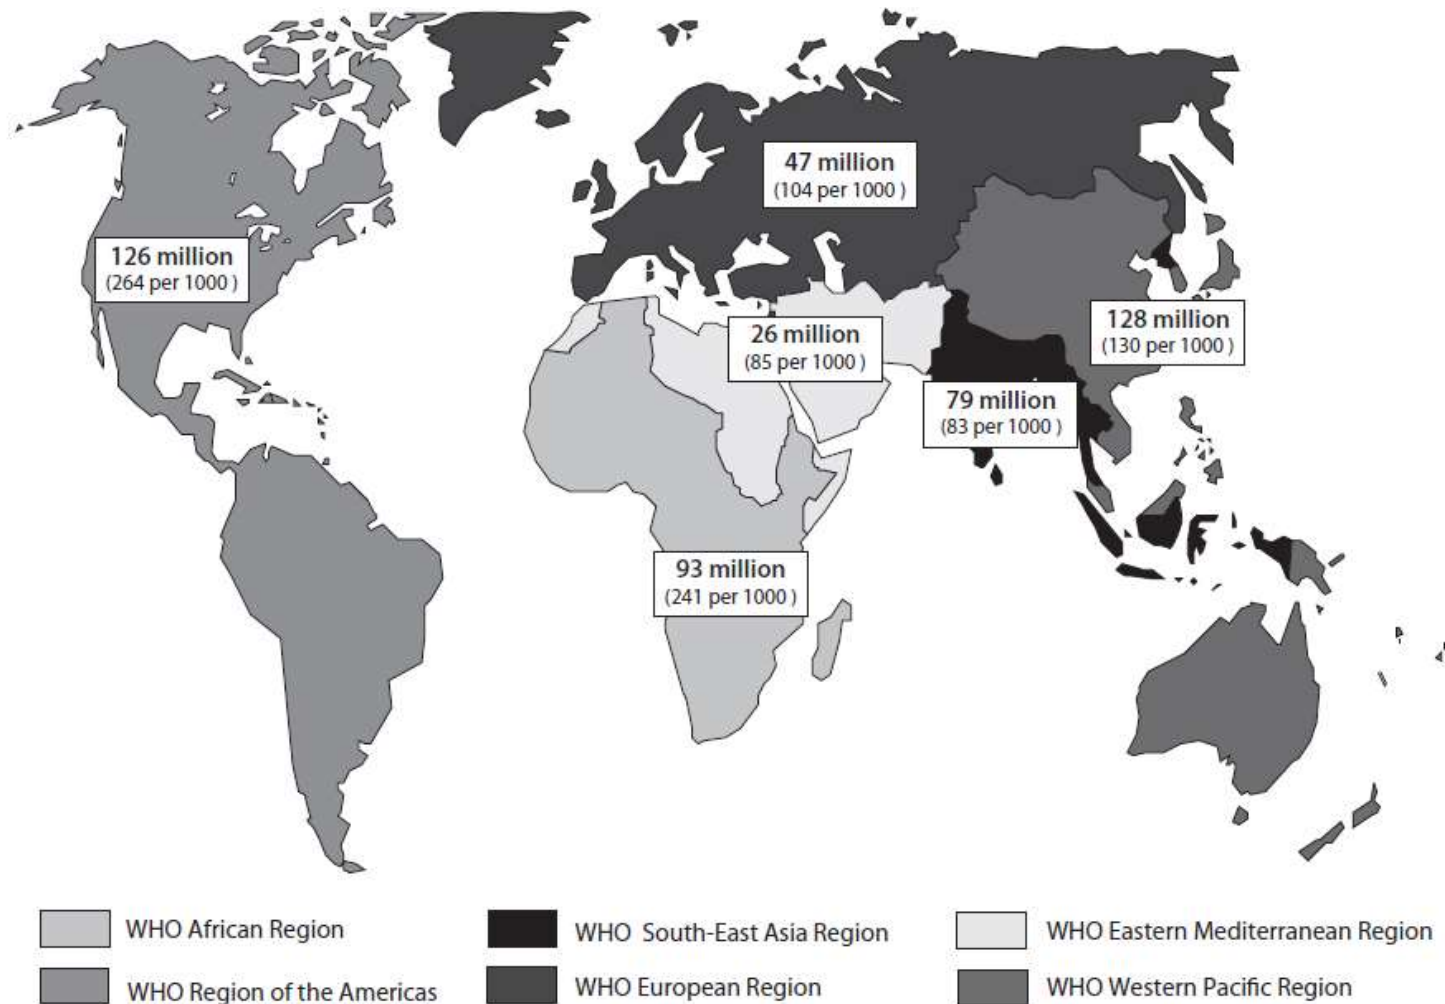 47 million
(104 per 1000 )
126 million
(264 per 1000 )
26 million
(85 per 1000 )
128 million
(130 per 1000 )
79 million
(83 per 1000 )
93 million
(241 per 1000 )
WHO African Region
WHO South-East Asia Region
WHO Eastern Mediterranean Region
WHO Region of the Americas
WHO European Region
WHO Western Pacific Region